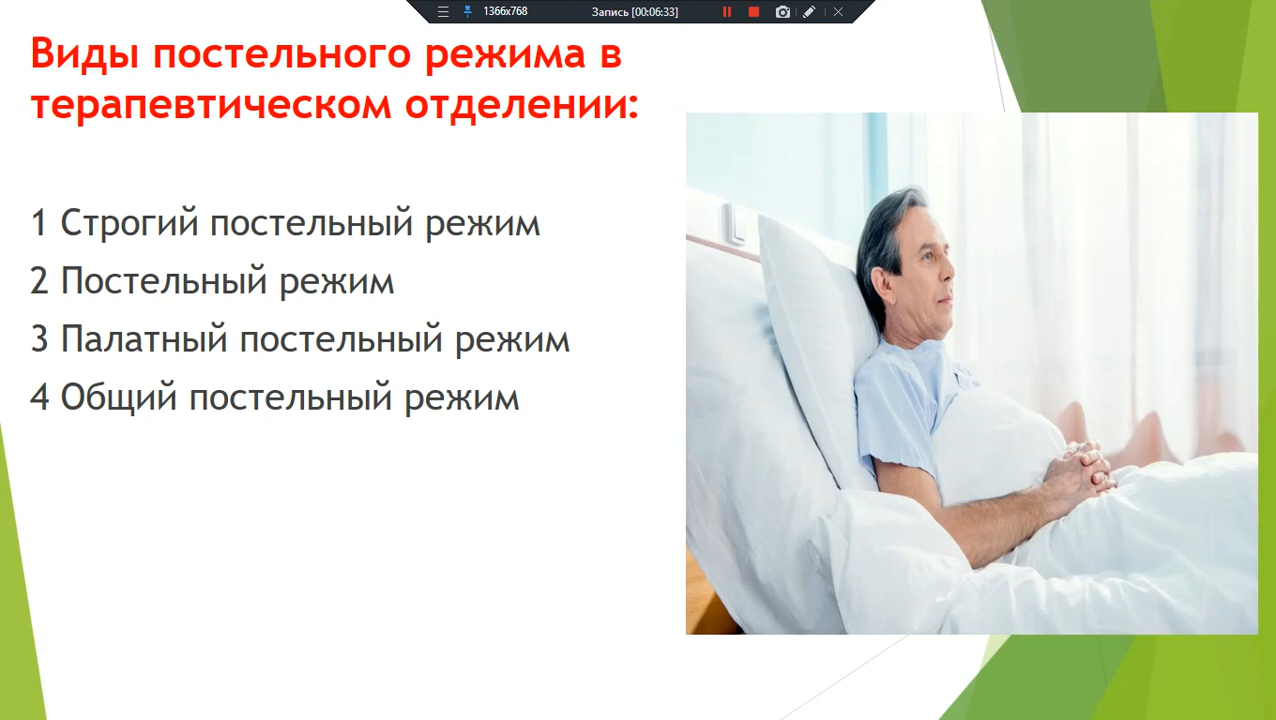 1366x768
Запись [00:06:33]
Виды постельного режима в
терапевтическом отделении:
1 Строгий постельный режим
2 Постельный режим
3 Палатный постельный режим
4 Общий постельный режим